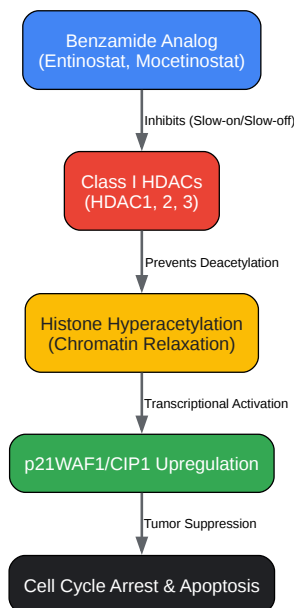 Benzamide Analog
(Entinostat, Mocetinostat)
Inhibits (Slow-on/Slow-off)
Class I HDACs
(HDAC1, 2, 3)
Prevents Deacetylation
Histone Hyperacetylation
(Chromatin Relaxation)
Transcriptional Activation
p21WAF1/CIP1 Upregulation
Tumor Suppression
Cell Cycle Arrest & Apoptosis